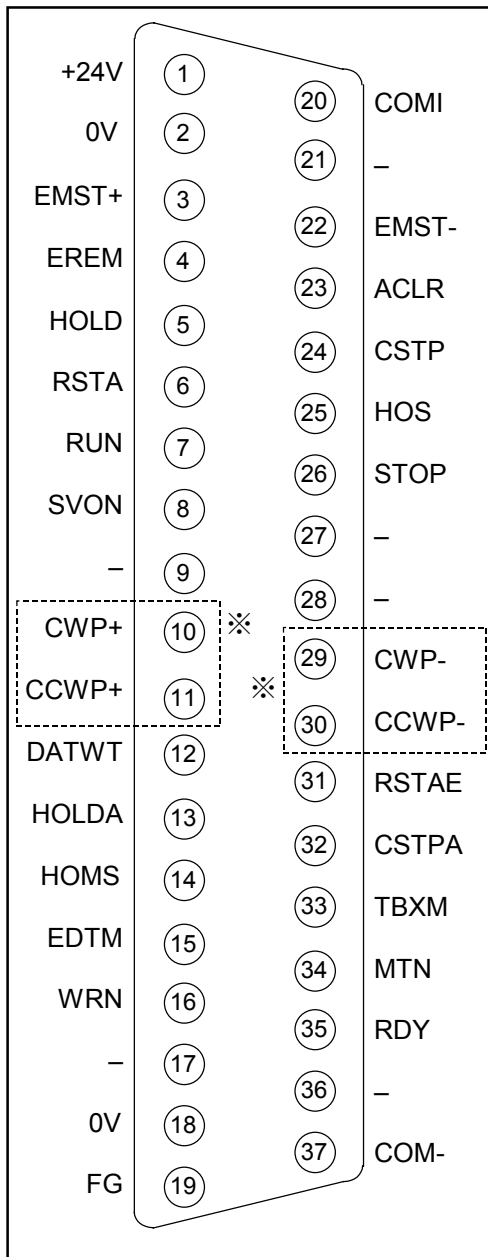 +24V 1
0V 2
EMST+ 3
EREM 4
HOLD 5
RSTA 6
RUN 7
SVON 8
– 9
CWP+ 10 ※
CCWP+ 11
DATWT 12
HOLDA 13
HOMS 14
EDTM 15
WRN 16
– 17
0V 18
FG 19
20 COMI
21 –
22 EMST-
23 ACLR
24 CSTP
25 HOS
26 STOP
27 –
28 –
29 CWP-
※ 30 CCWP-
31 RSTAE
32 CSTPA
33 TBXM
34 MTN
35 RDY
36 –
37 COM-